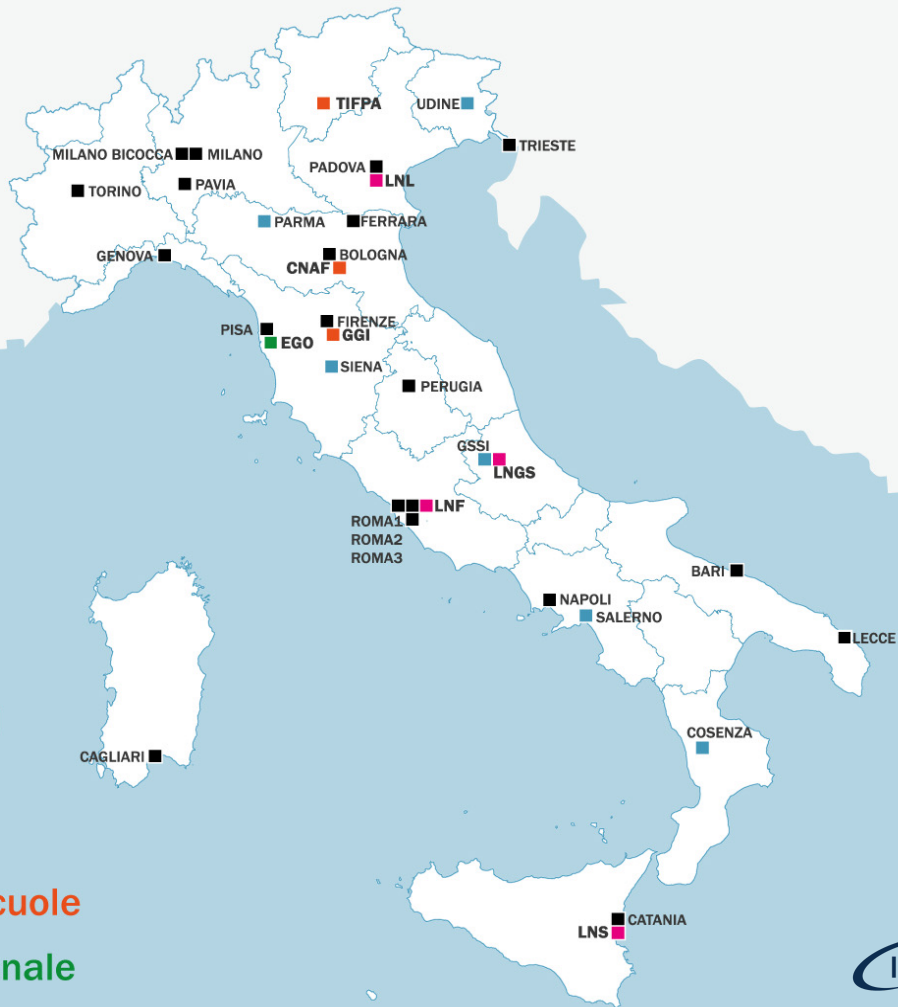 TIFPA
UDINE
TRIESTE
MILANO BICOCCA
MILANO
PADOVA
LNL
PAVIA
TORINO
PARMA
FERRARA
GENOVA
BOLOGNA
CNAF
FIRENZE
PISA
GGI
EGO
SIENA
PERUGIA
GSSI
LNGS
LNF
ROMA1
ROMA2
ROMA3
BARI
NAPOLI
SALERNO
LECCE
COSENZA
CAGLIARI
cuole
CATANIA
LNS
nale
I